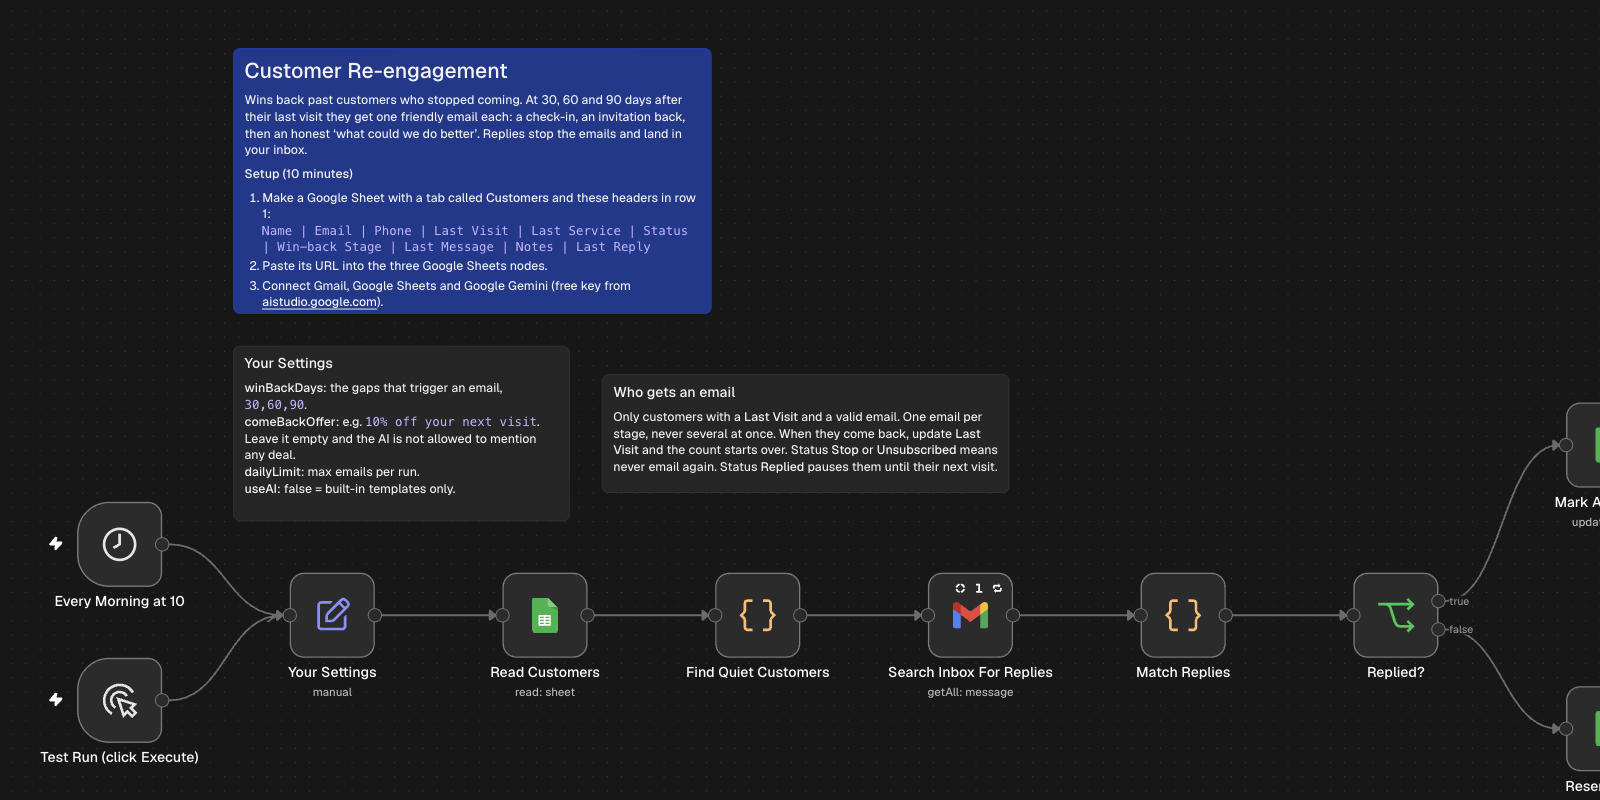 Customer Re-engagement
Wins back past customers who stopped coming. At 30, 60 and 90 days after
their last visit they get one friendly email each: a check-in, an invitation back,
then an honest ‘what could we do better’. Replies stop the emails and land in
your inbox.
Setup (10 minutes)
1. Make a Google Sheet with a tab called Customers and these headers in row
1:
Name | Email | Phone | Last Visit | Last Service | Status
| Win-back Stage | Last Message | Notes | Last Reply
2. Paste its URL into the three Google Sheets nodes.
3. Connect Gmail, Google Sheets and Google Gemini (free key from
aistudio.google.com).
Your Settings
winBackDays: the gaps that trigger an email,
30,60,90.
comeBackOffer: e.g. 10% off your next visit.
Leave it empty and the AI is not allowed to mention
any deal.
dailyLimit: max emails per run.
useAI: false = built-in templates only.
Who gets an email
Only customers with a Last Visit and a valid email. One email per
stage, never several at once. When they come back, update Last
Visit and the count starts over. Status Stop or Unsubscribed means
never email again. Status Replied pauses them until their next visit.
Every Morning at 10
Test Run (click Execute)
Your Settings
manual
Read Customers
read: sheet
Find Quiet Customers
1
Search Inbox For Replies
getAll: message
Match Replies
Replied?
true
false
Mark A
updat
Reser